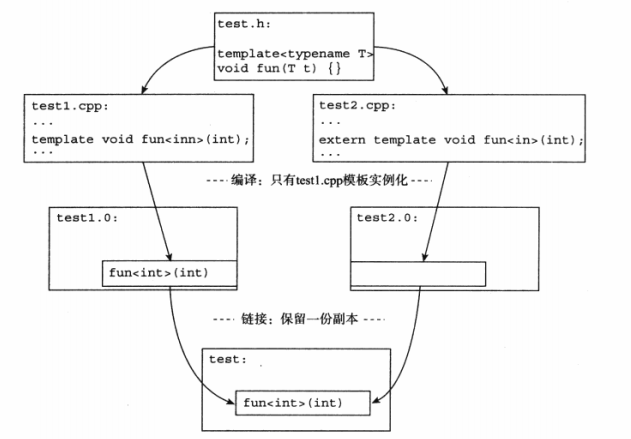 test.h:
template<typename T>
void fun(T t) {}
test1.cpp:
...
template void fun<inn>(int);
...
test2.cpp:
...
extern template void fun<in>(int);
...
编译：只有test1.cpp模板实例化
test1.0:
fun<int>(int)
test2.0:
链接：保留一份副本
test:
fun<int>(int)